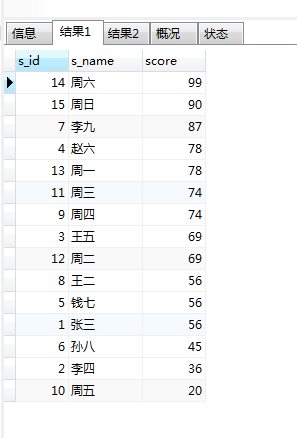 信息 结果1 结果2 概况 状态
s_id s_name score
14 周六 99
15 周日 90
7 李九 87
4 赵六 78
13 周一 78
11 周三 74
9 周四 74
3 王五 69
12 周二 69
8 王二 56
5 钱七 56
1 张三 56
6 孙八 45
2 李四 36
10 周五 20